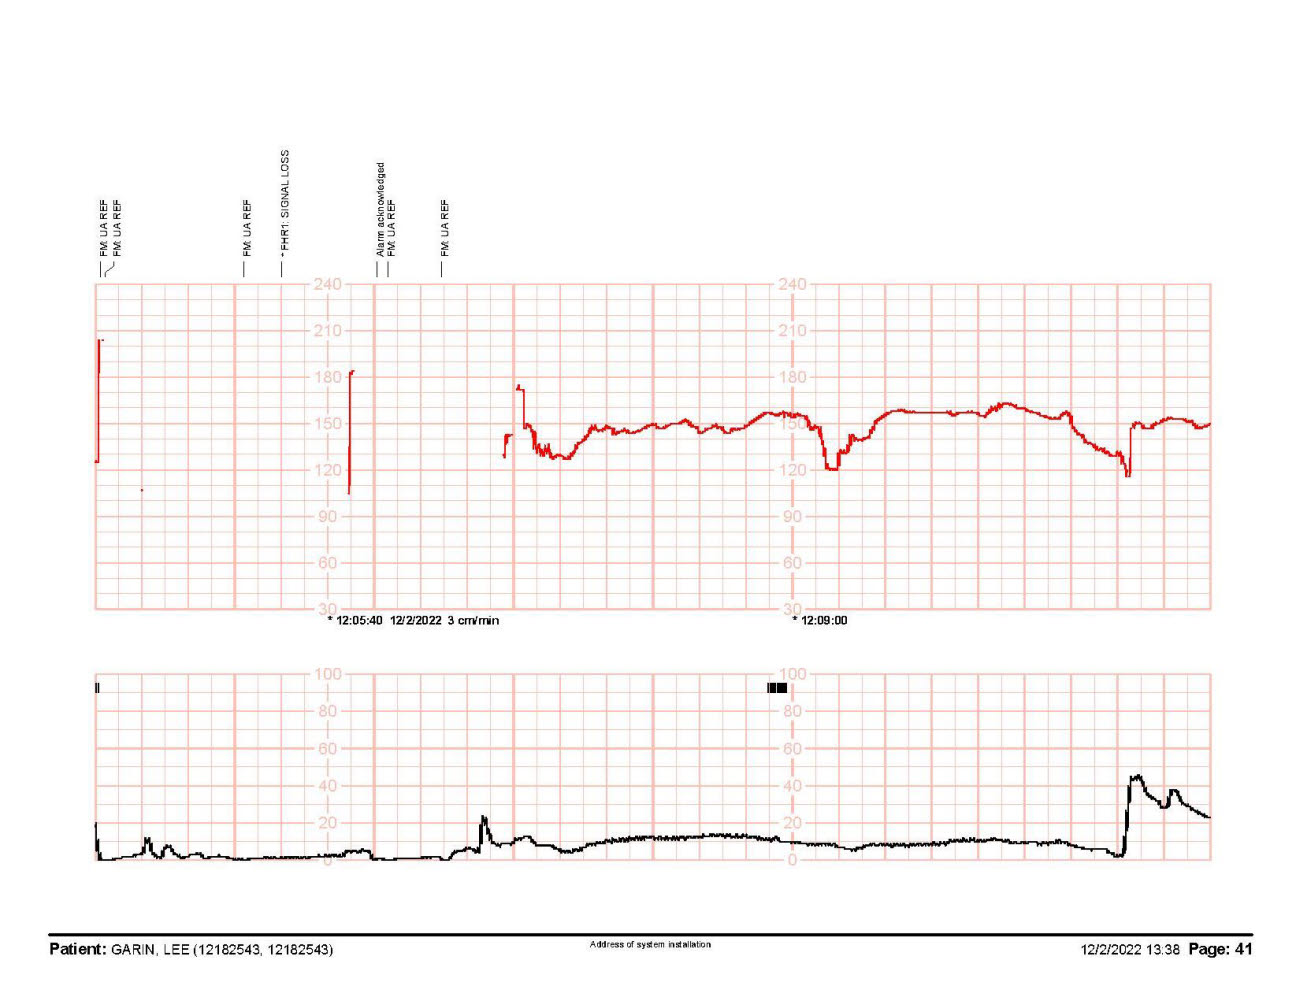 FM: UA REF
FM: UA REF
FM: UA REF
* FHR1: SIGNAL LOSS
Alarm acknowledged
FM: UA REF
FM: UA REF
240 240
210 210
180 180
150 150
120 120
90 90
60 60
30 30
* 12:05:40 12/2/2022 3 cm/min * 12:09:00
100 100
80 80
60 60
40 40
20 20
0 0
Patient: GARIN, LEE (12182543, 12182543) Address of system installation 12/2/2022 13:38 Page: 41